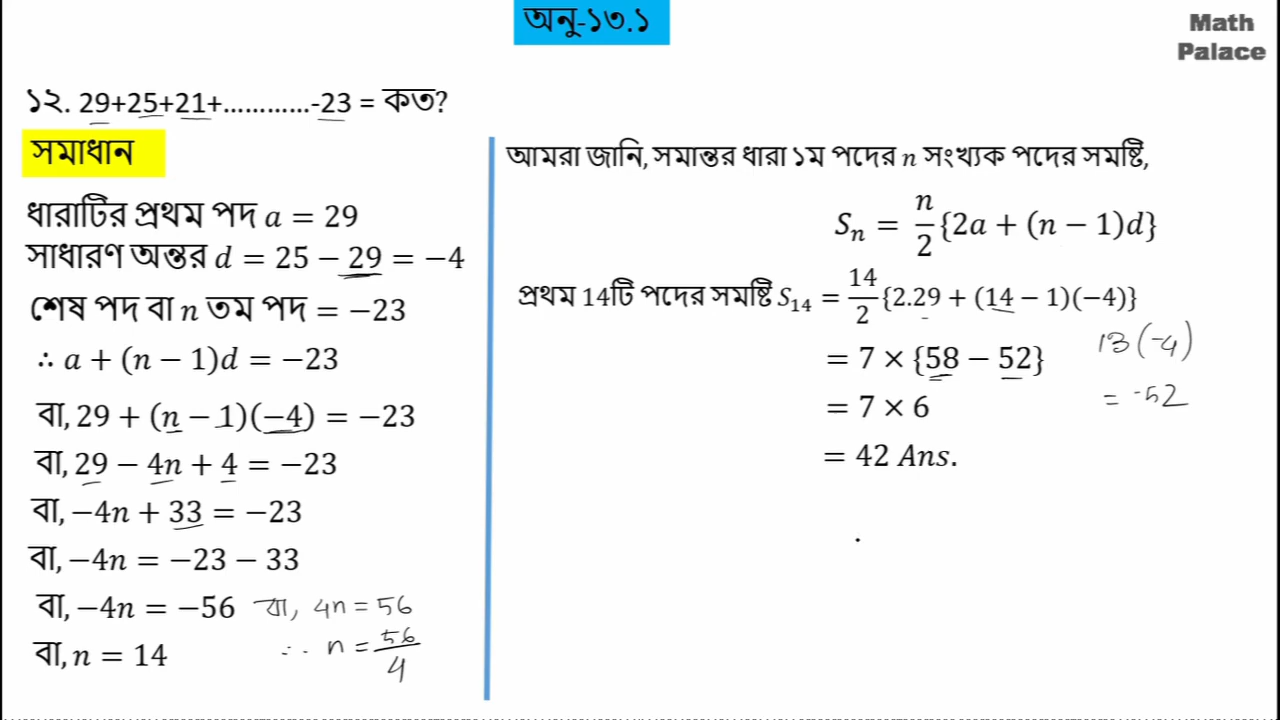 অনু-১৩.১
Math
Palace
১২. 29+25+21+............-23 = কত?
সমাধান
ধারাটির প্রথম পদ a = 29
সাধারণ অন্তর d = 25 − 29 = −4
শেষ পদ বা n তম পদ = −23
∴ a + (n − 1)d = −23
বা, 29 + (n − 1)(−4) = −23
বা, 29 − 4n + 4 = −23
বা, −4n + 33 = −23
বা, −4n = −23 − 33
বা, −4n = −56 বা, 4n = 56
বা, n = 14 ∴ n = 56/4
আমরা জানি, সমান্তর ধারা ১ম পদের n সংখ্যক পদের সমষ্টি,
Sₙ = n/2 {2a + (n − 1)d}
প্রথম 14টি পদের সমষ্টি S₁₄ = 14/2 {2.29 + (14 − 1)(−4)}
= 7 × {58 − 52} 13(-4)
= 7 × 6 = -52
= 42 Ans.